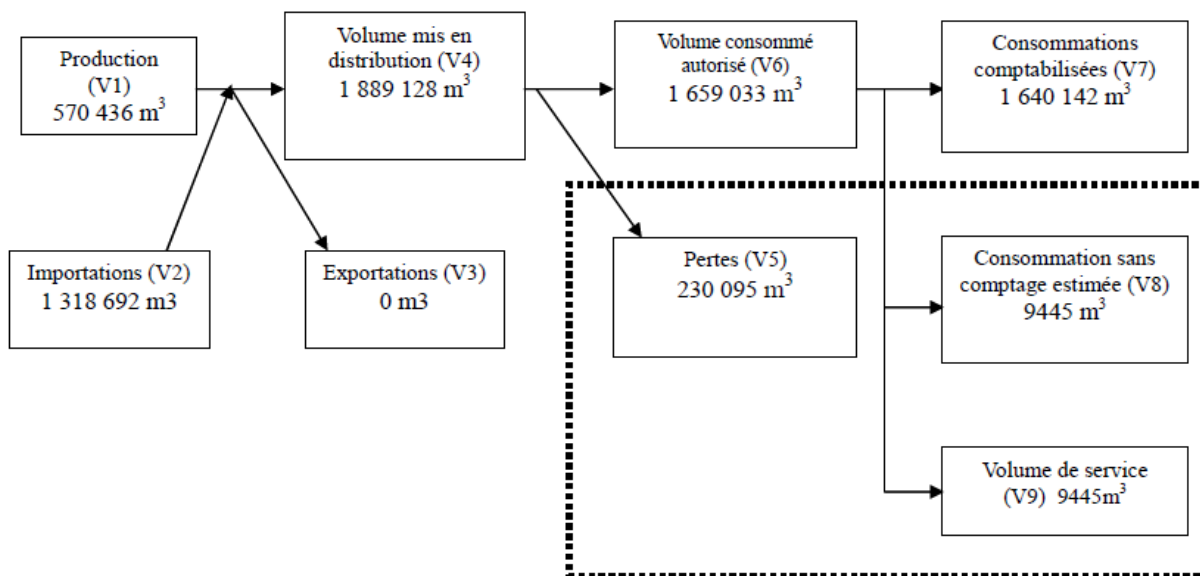 Production
(V1)
570 436 m³
Volume mis en
distribution (V4)
1 889 128 m³
Volume consommé
autorisé (V6)
1 659 033 m³
Consommations
comptabilisées (V7)
1 640 142 m³
Importations (V2)
1 318 692 m3
Exportations (V3)
0 m3
Pertes (V5)
230 095 m³
Consommation sans
comptage estimée (V8)
9445 m³
Volume de service
(V9) 9445m³